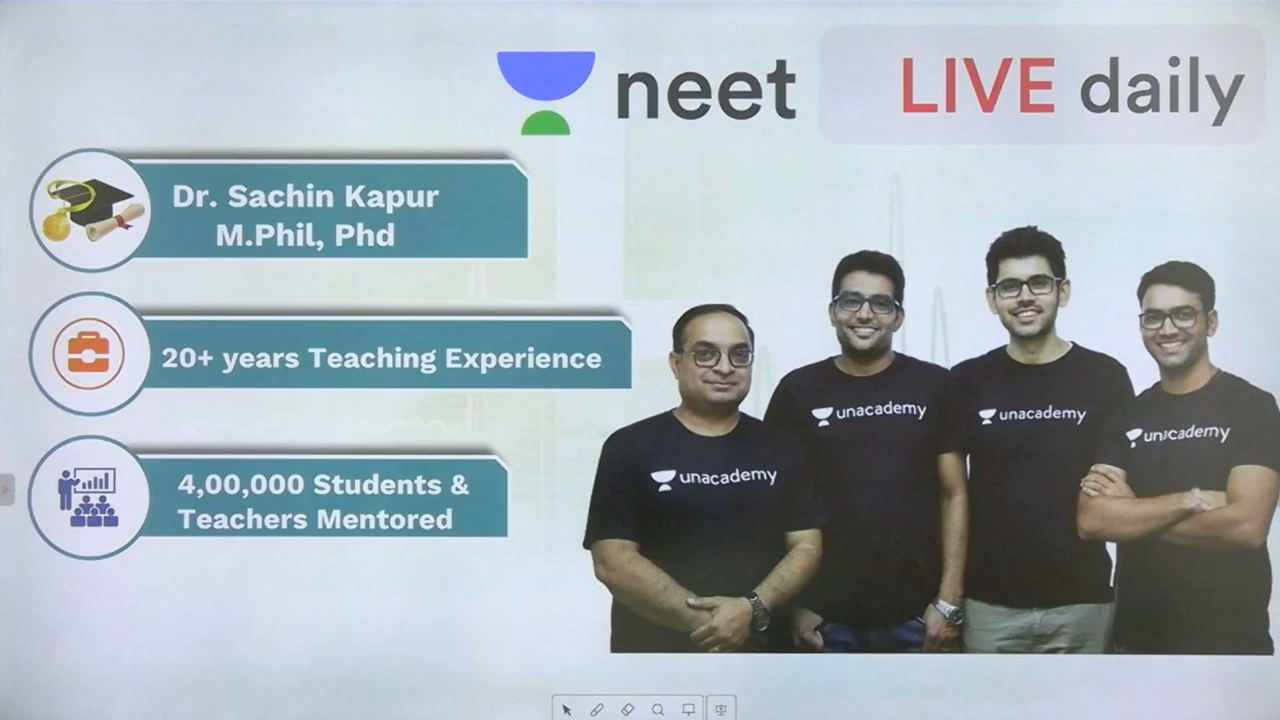 neet LIVE daily
Dr. Sachin Kapur
M.Phil, Phd
20+ years Teaching Experience
4,00,000 Students &
Teachers Mentored
unacademy
unacademy
unacademy
unacademy